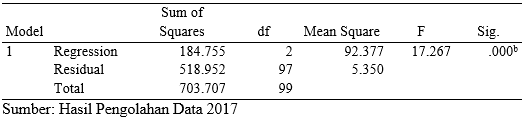 Model Sum of Squares df Mean Square F Sig.
1 Regression 184.755 2 92.377 17.267 .000b
Residual 518.952 97 5.350
Total 703.707 99
Sumber: Hasil Pengolahan Data 2017